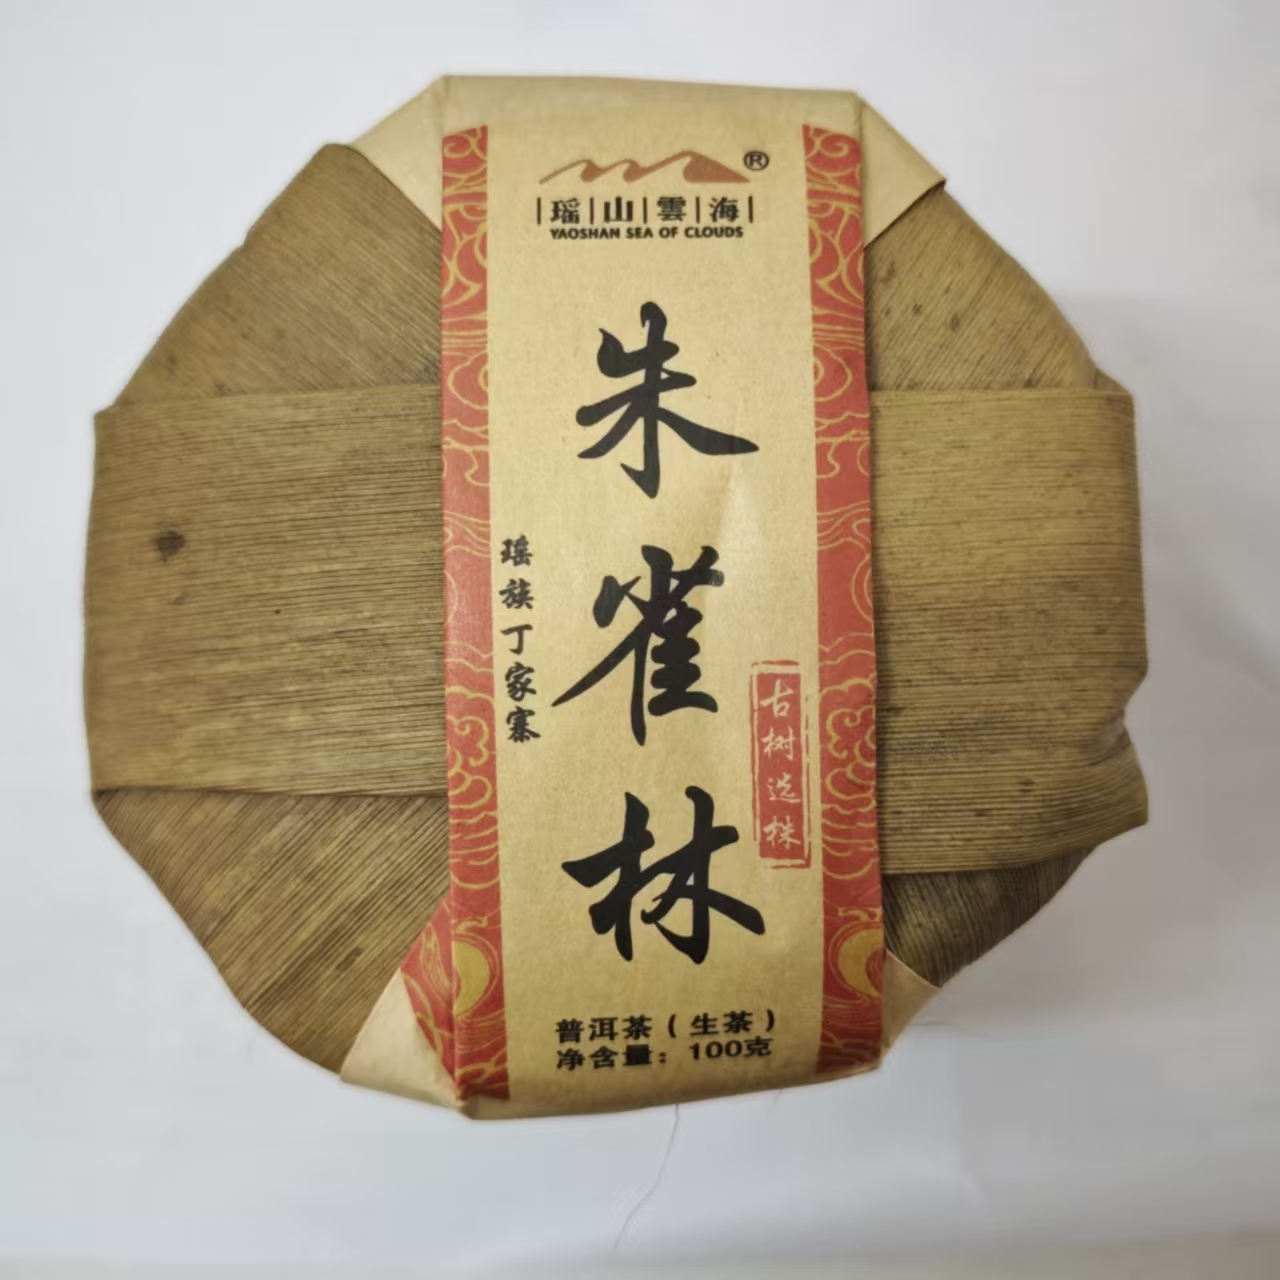 ®
瑶山雲海
YAOSHAN SEA OF CLOUDS
朱雀林
瑶族丁家寨
古树选株
普洱茶（生茶）
净含量：100克